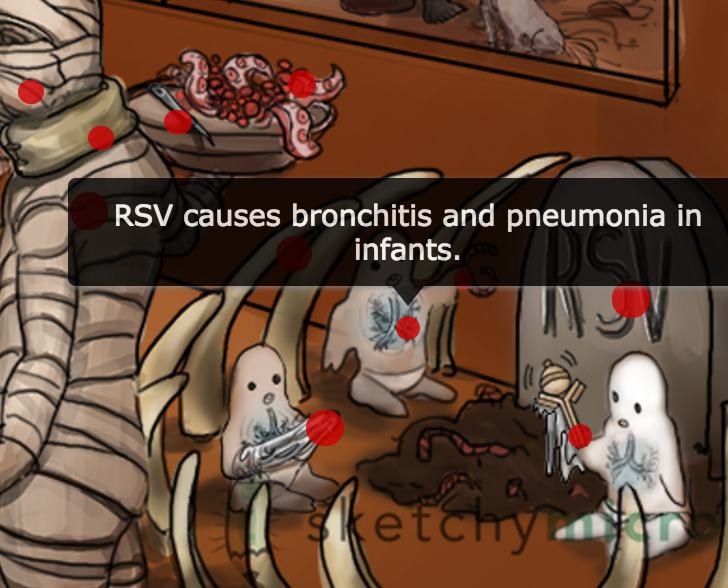 RSV causes bronchitis and pneumonia in
infants.
RSV
sketchymicro